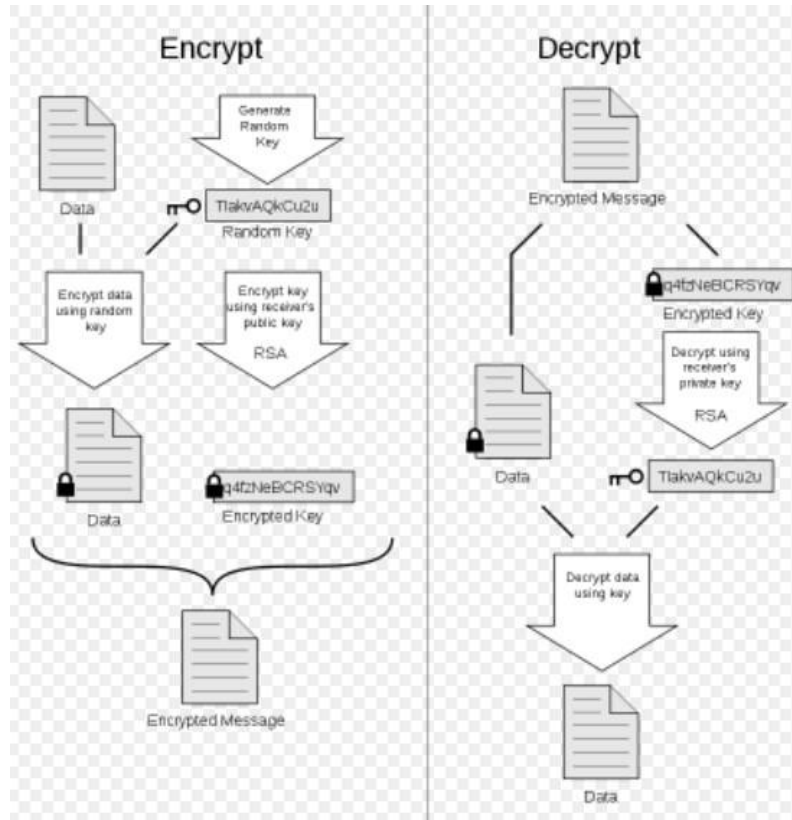 Encrypt
Generate
Random
Key
Data
TIakvAQkCu2u
Random Key
Encrypt data
using random
key
Encrypt key
using receiver's
public key
RSA
Data
q4fzNeBCRSYqv
Encrypted Key
Encrypted Message
Decrypt
Encrypted Message
q4fzNeBCRSYqv
Encrypted Key
Decrypt using
receiver's
private key
RSA
Data
TIakvAQkCu2u
Decrypt data
using key
Data